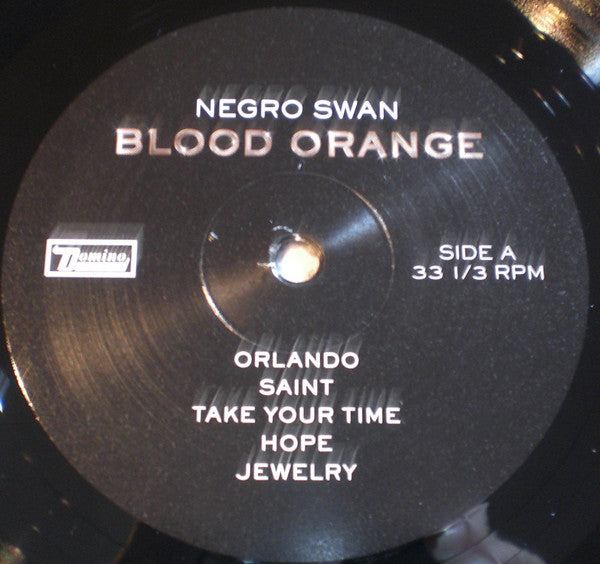 NEGRO SWAN
BLOOD ORANGE
Domino
SIDE A
33 1/3 RPM
ORLANDO
SAINT
TAKE YOUR TIME
HOPE
JEWELRY